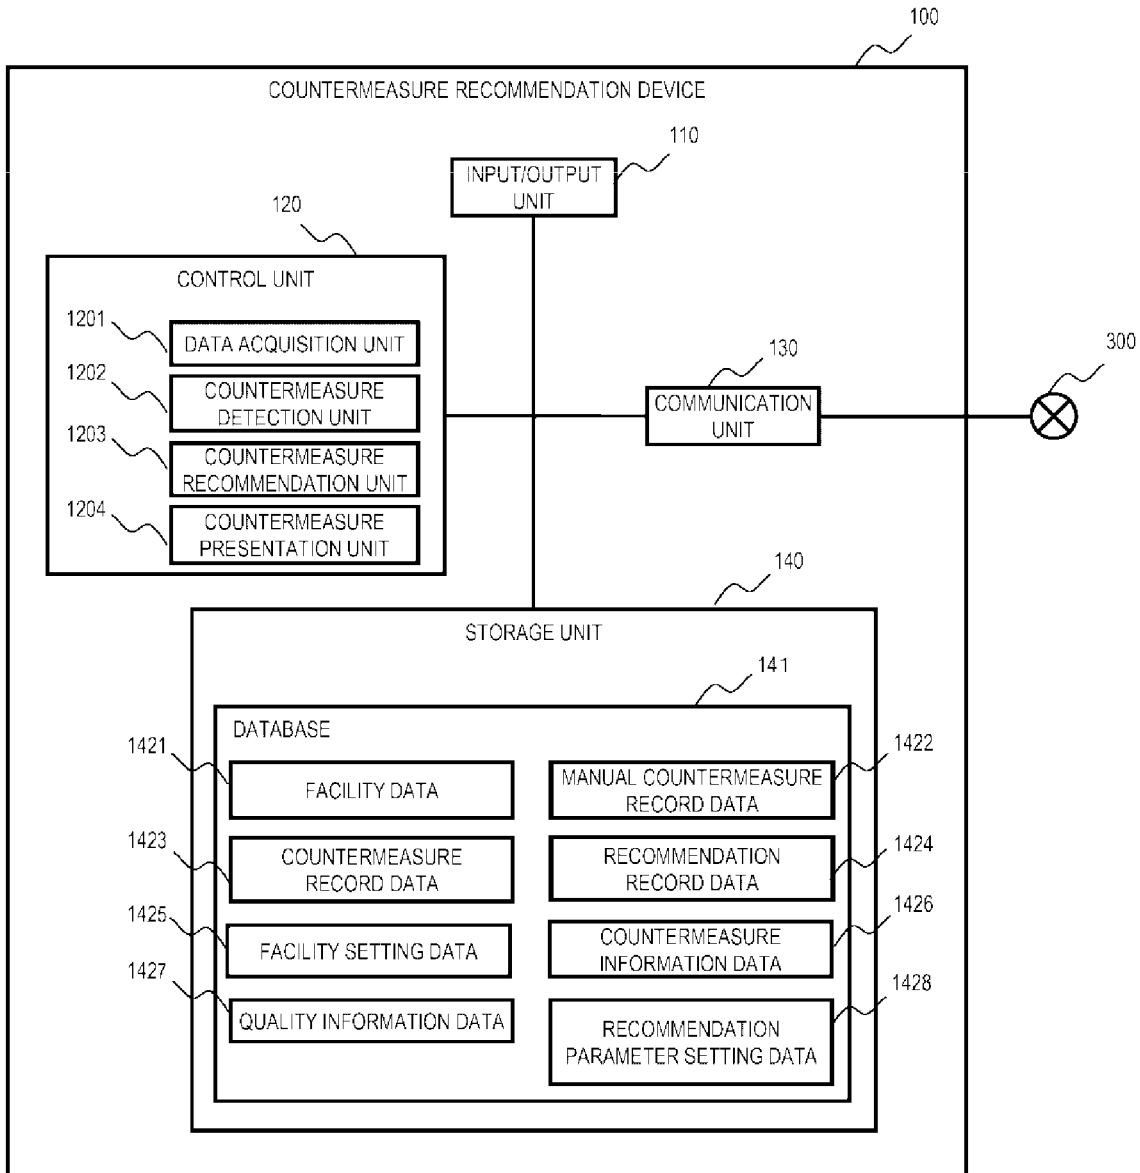 100
COUNTERMEASURE RECOMMENDATION DEVICE
110
INPUT/OUTPUT
UNIT
120
CONTROL UNIT
1201
DATA ACQUISITION UNIT
1202
COUNTERMEASURE
DETECTION UNIT
1203
COUNTERMEASURE
RECOMMENDATION UNIT
1204
COUNTERMEASURE
PRESENTATION UNIT
130
COMMUNICATION
UNIT
300
140
STORAGE UNIT
141
DATABASE
1421
FACILITY DATA
1422
MANUAL COUNTERMEASURE
RECORD DATA
1423
COUNTERMEASURE
RECORD DATA
1424
RECOMMENDATION
RECORD DATA
1425
FACILITY SETTING DATA
1426
COUNTERMEASURE
INFORMATION DATA
1427
QUALITY INFORMATION DATA
1428
RECOMMENDATION
PARAMETER SETTING DATA